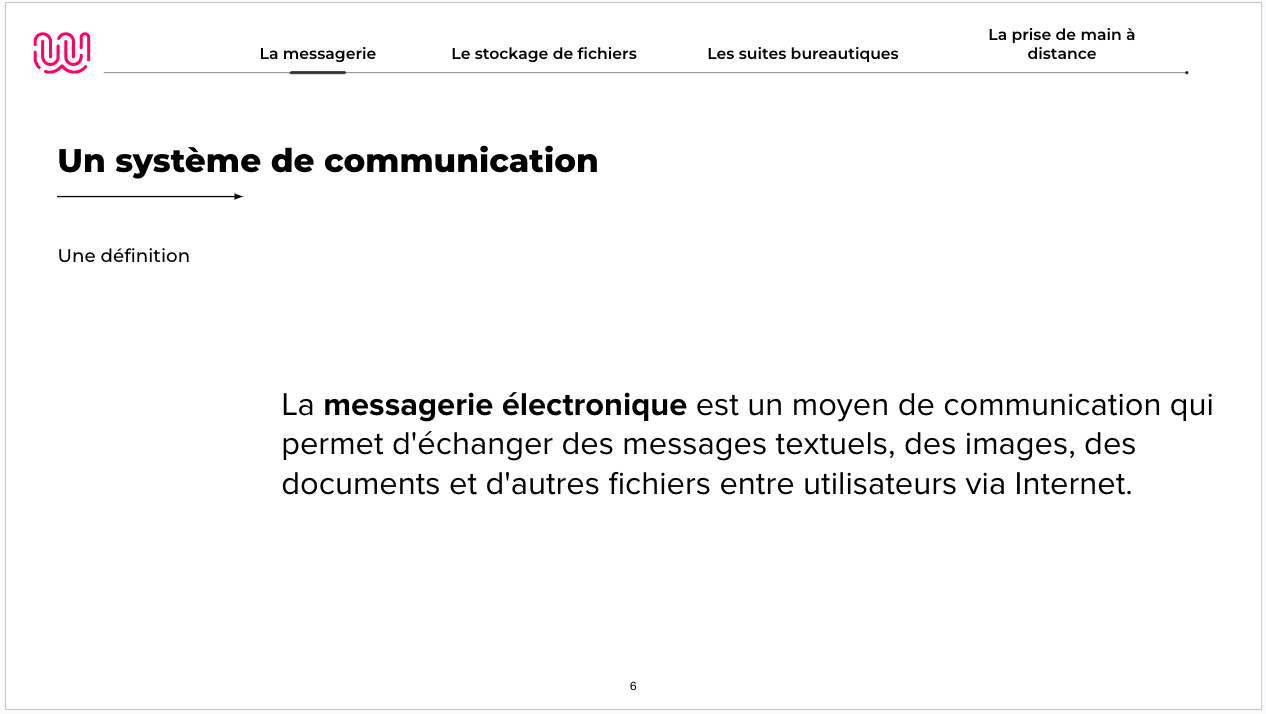 La messagerie
Le stockage de fichiers
Les suites bureautiques
La prise de main à
distance
Un système de communication
Une définition
La messagerie électronique est un moyen de communication qui
permet d'échanger des messages textuels, des images, des
documents et d'autres fichiers entre utilisateurs via Internet.
6